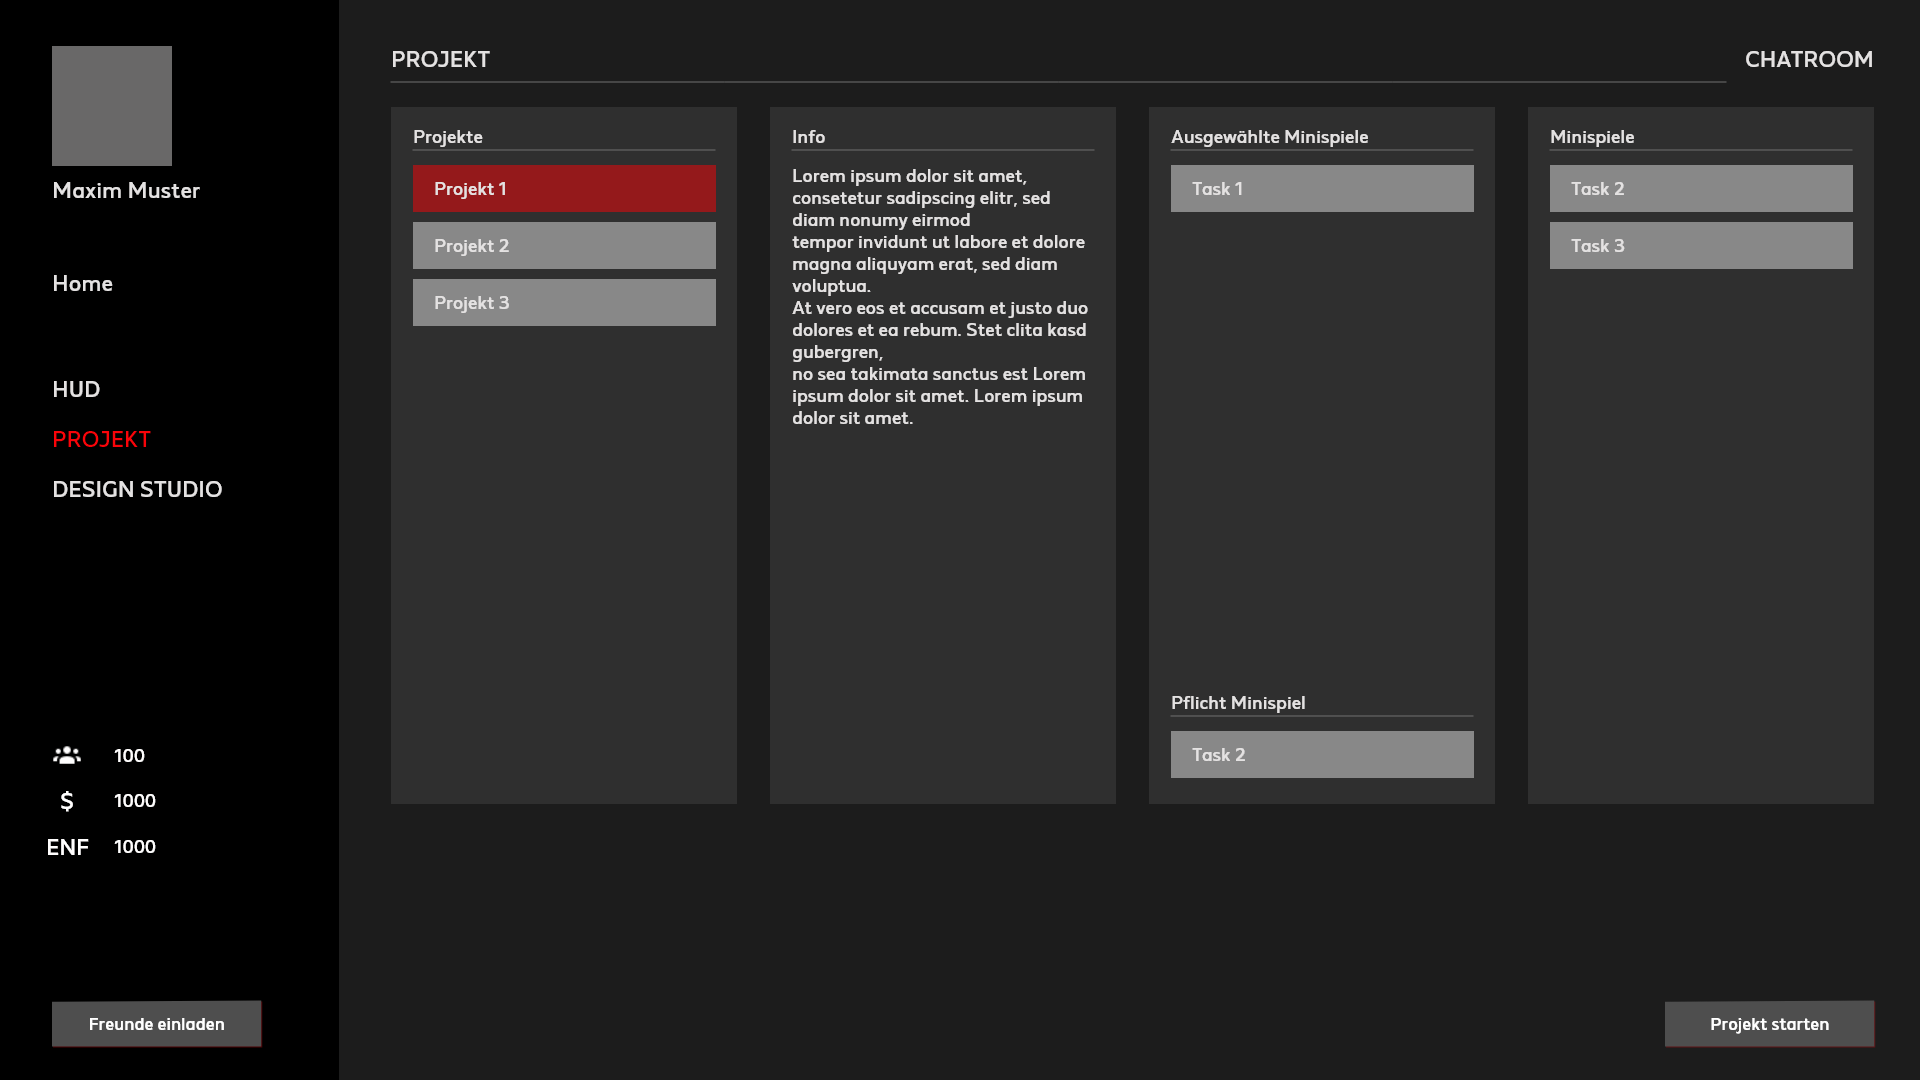 Maxim Muster
Home
HUD
PROJEKT
DESIGN STUDIO
100
$ 1000
ENF 1000
Freunde einladen
PROJEKT
CHATROOM
Projekte
Projekt 1
Projekt 2
Projekt 3
Info
Lorem ipsum dolor sit amet,
consetetur sadipscing elitr, sed
diam nonumy eirmod
tempor invidunt ut labore et dolore
magna aliquyam erat, sed diam
voluptua.
At vero eos et accusam et justo duo
dolores et ea rebum. Stet clita kasd
gubergren,
no sea takimata sanctus est Lorem
ipsum dolor sit amet. Lorem ipsum
dolor sit amet.
Ausgewählte Minispiele
Task 1
Pflicht Minispiel
Task 2
Minispiele
Task 2
Task 3
Projekt starten